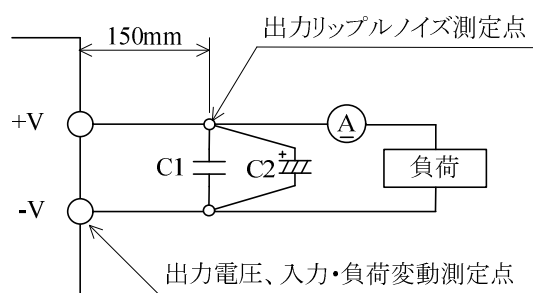 150mm
出力リップルノイズ測定点
+V
A
C1
+
C2
負荷
-V
出力電圧、入力・負荷変動測定点